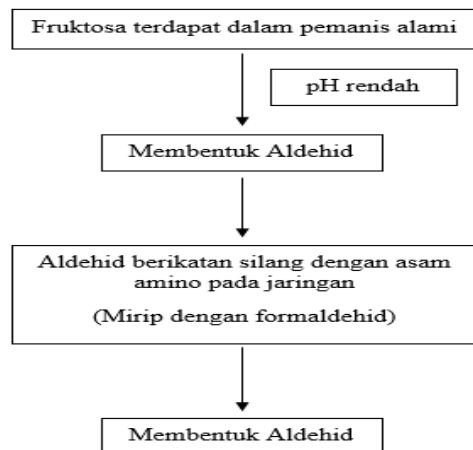 Fruktosa terdapat dalam pemanis alami
pH rendah
Membentuk Aldehid
Aldehid berikatan silang dengan asam
amino pada jaringan
(Mirip dengan formaldehid)
Membentuk Aldehid